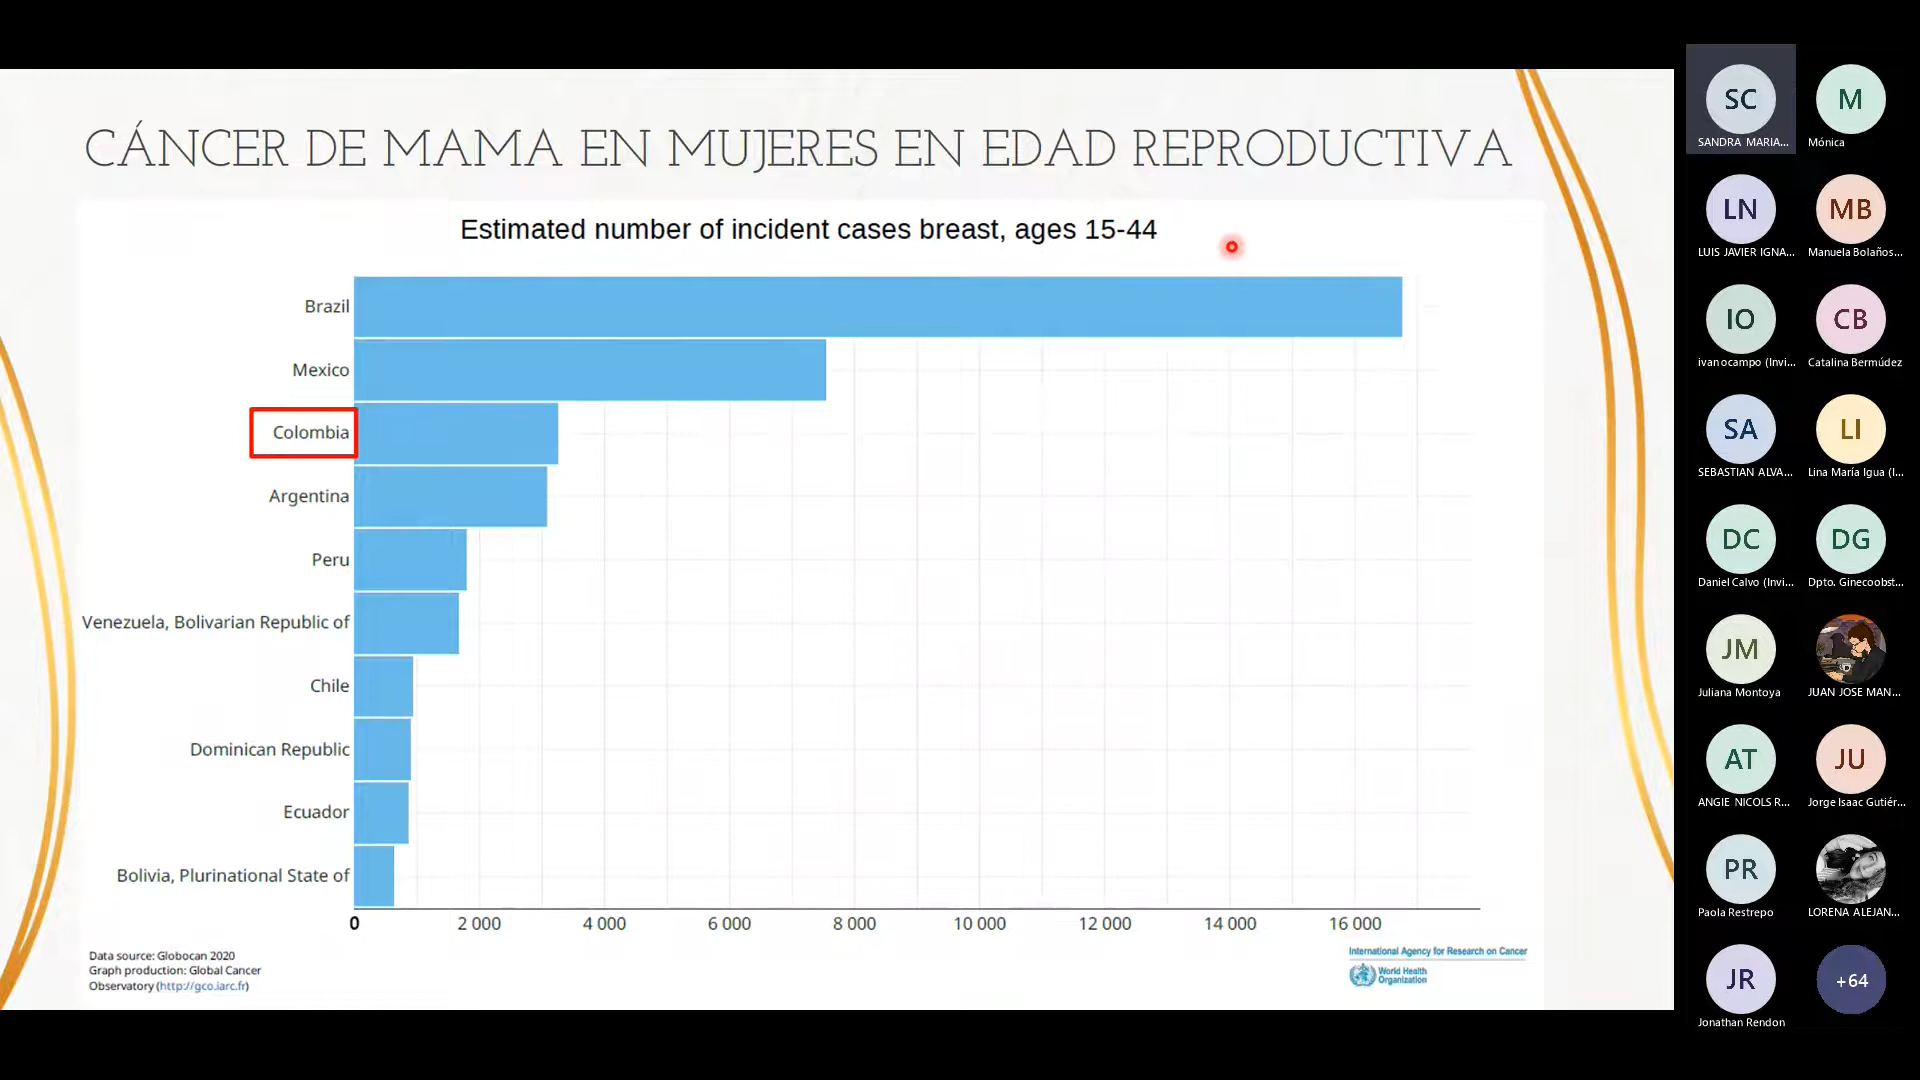 CÁNCER DE MAMA EN MUJERES EN EDAD REPRODUCTIVA
Estimated number of incident cases breast, ages 15-44
Brazil
Mexico
Colombia
Argentina
Peru
Venezuela, Bolivarian Republic of
Chile
Dominican Republic
Ecuador
Bolivia, Plurinational State of
0 2 000 4 000 6 000 8 000 10 000 12 000 14 000 16 000
Data source: Globocan 2020
Graph production: Global Cancer
Observatory (http://gco.iarc.fr)
International Agency for Research on Cancer
World Health
Organization
SC M
SANDRA MARIA... Mónica
LN MB
LUIS JAVIER IGNA... Manuela Bolaños...
IO CB
ivan ocampo (Invi... Catalina Bermúdez
SA LI
SEBASTIAN ALVA... Lina María Igua (I...
DC DG
Daniel Calvo (Invi... Dpto. Ginecoobst...
JM
Juliana Montoya JUAN JOSE MAN...
AT JU
ANGIE NICOLS R... Jorge Isaac Gutiér...
PR
Paola Restrepo LORENA ALEJAN...
JR +64
Jonathan Rendon